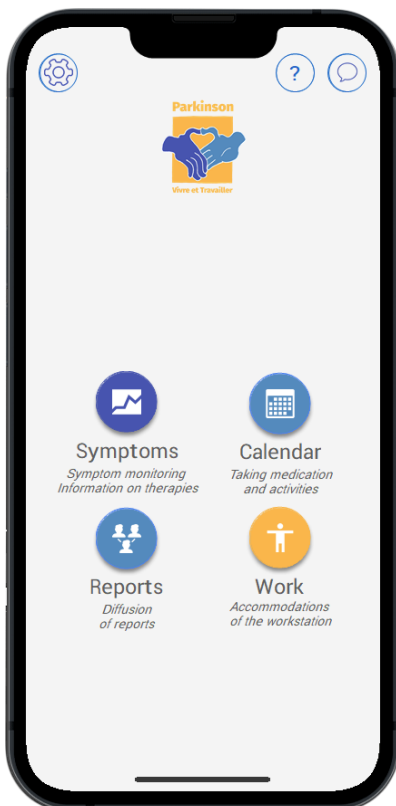 ?
Parkinson
Vivre et Travailler
Symptoms
Symptom monitoring
Information on therapies
Calendar
Taking medication
and activities
Reports
Diffusion
of reports
Work
Accommodations
of the workstation